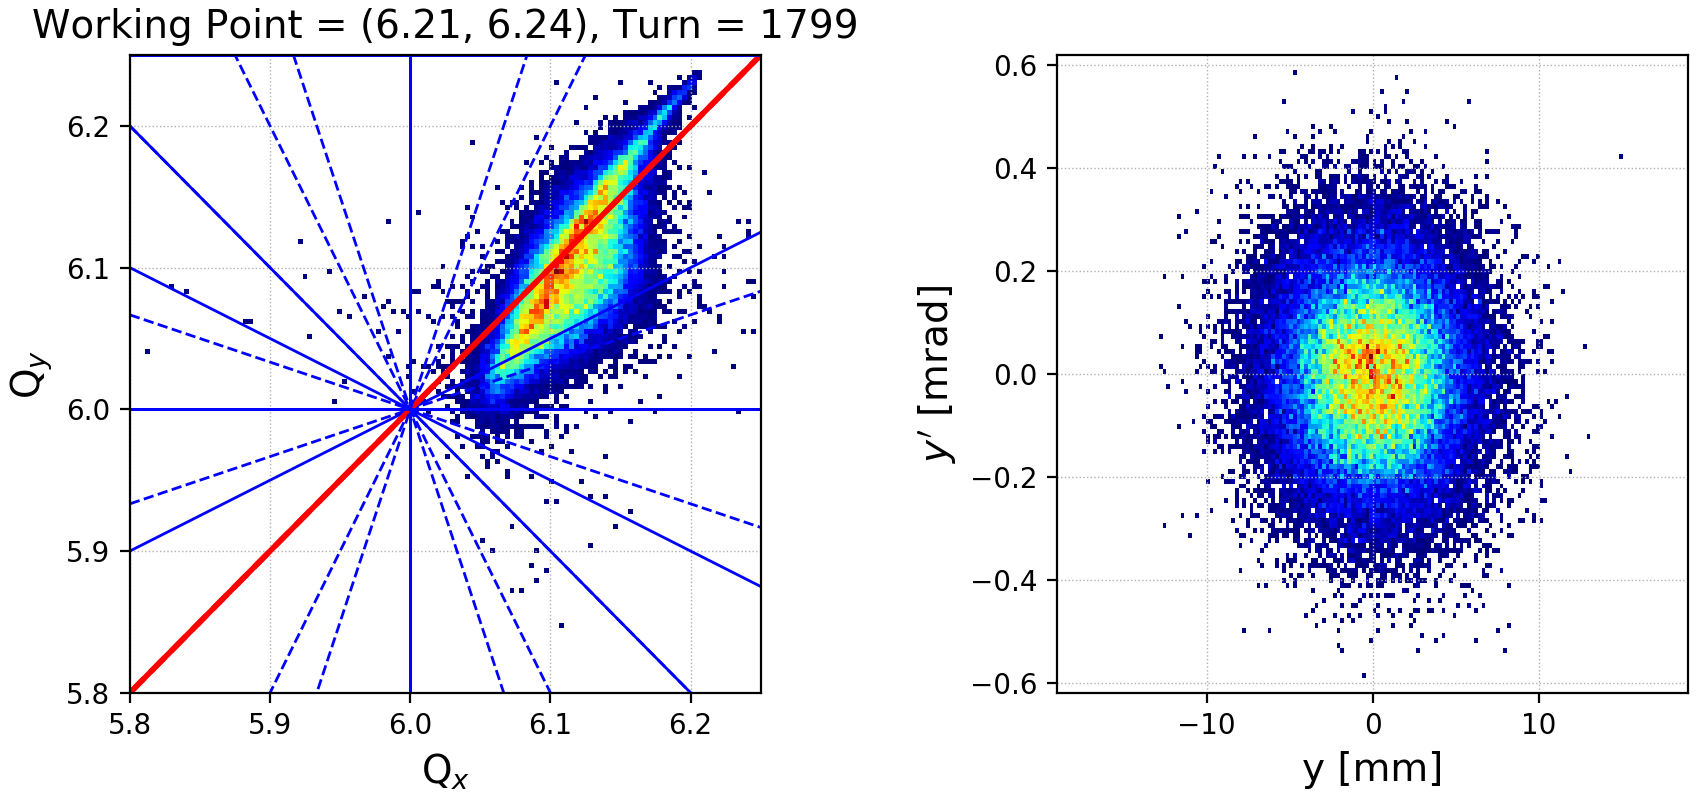 Working Point = (6.21, 6.24), Turn = 1799
6.2
6.1
6.0
5.9
5.8
Q_y
5.8 5.9 6.0 6.1 6.2
Q_x
0.6
0.4
0.2
0.0
−0.2
−0.4
−0.6
y′ [mrad]
−10 0 10
y [mm]